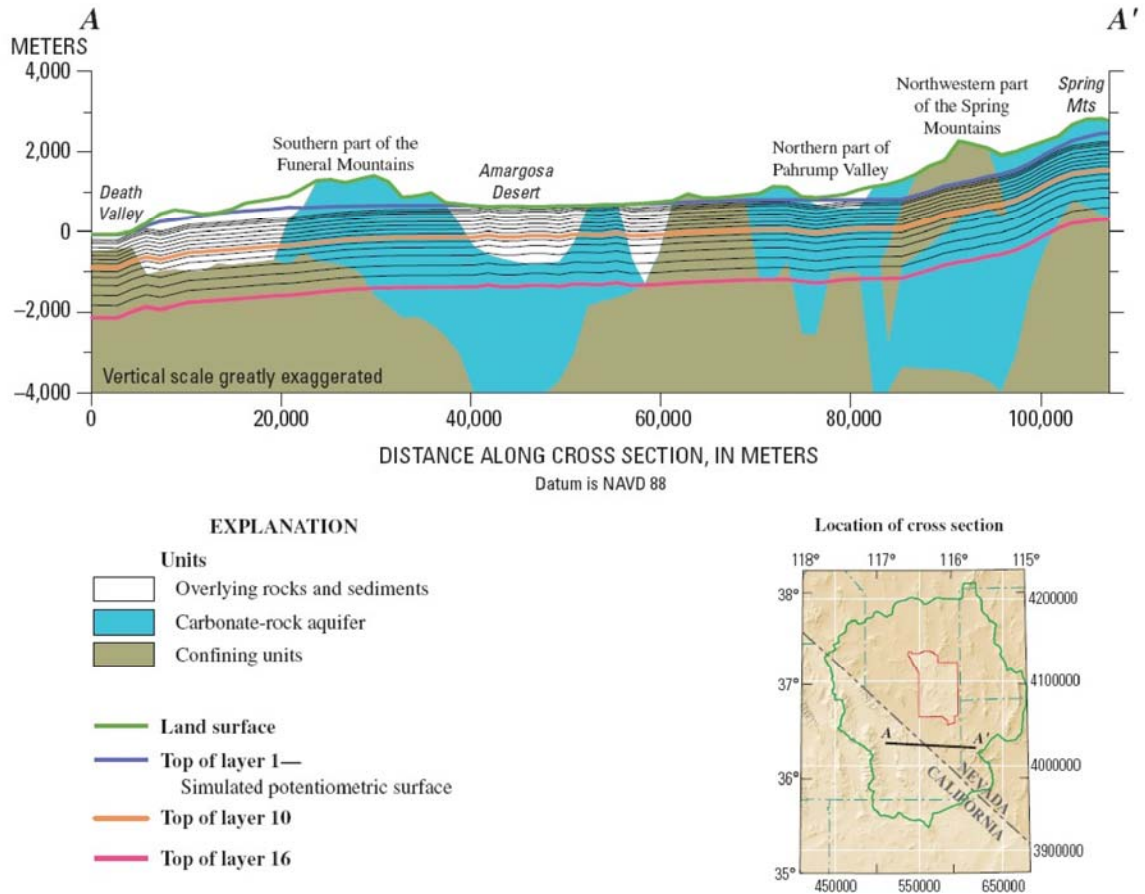 A
A'
METERS
4,000
2,000
0
–2,000
–4,000
Death
Valley
Southern part of the
Funeral Mountains
Amargosa
Desert
Northern part of
Pahrump Valley
Northwestern part
of the Spring
Mountains
Spring
Mts
Vertical scale greatly exaggerated
0
20,000
40,000
60,000
80,000
100,000
DISTANCE ALONG CROSS SECTION, IN METERS
Datum is NAVD 88
EXPLANATION
Units
Overlying rocks and sediments
Carbonate-rock aquifer
Confining units
Land surface
Top of layer 1—
Simulated potentiometric surface
Top of layer 10
Top of layer 16
Location of cross section
118°
117°
116°
115°
38°
37°
36°
35°
4200000
4100000
4000000
3900000
A
A'
NEVADA
CALIFORNIA
450000
550000
650000